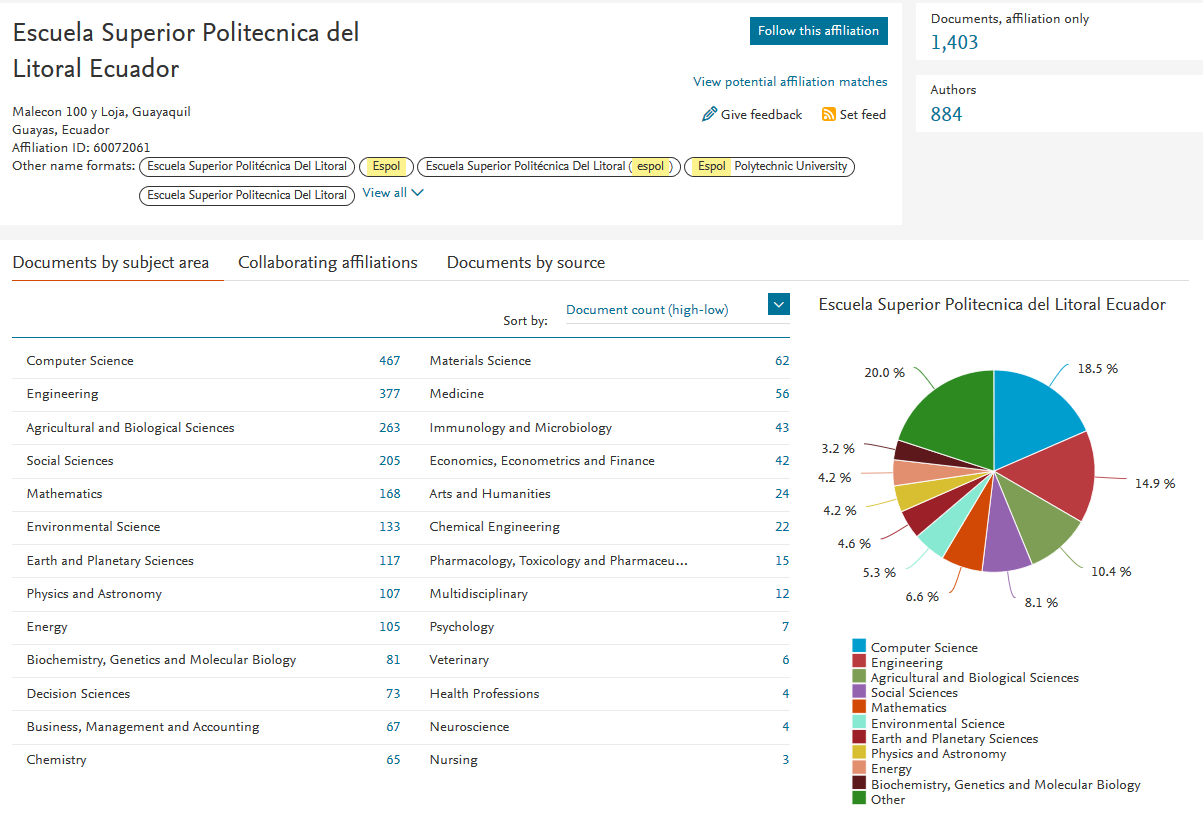 Escuela Superior Politecnica del
Litoral Ecuador
Follow this affiliation
View potential affiliation matches
Give feedback Set feed
Malecon 100 y Loja, Guayaquil
Guayas, Ecuador
Affiliation ID: 60072061
Other name formats: Escuela Superior Politécnica Del Litoral Espol Escuela Superior Politécnica Del Litoral ( espol ) Espol Polytechnic University
Escuela Superior Politecnica Del Litoral View all
Documents, affiliation only
1,403
Authors
884
Documents by subject area Collaborating affiliations Documents by source
Sort by: Document count (high-low)
Computer Science 467 Materials Science 62
Engineering 377 Medicine 56
Agricultural and Biological Sciences 263 Immunology and Microbiology 43
Social Sciences 205 Economics, Econometrics and Finance 42
Mathematics 168 Arts and Humanities 24
Environmental Science 133 Chemical Engineering 22
Earth and Planetary Sciences 117 Pharmacology, Toxicology and Pharmaceu... 15
Physics and Astronomy 107 Multidisciplinary 12
Energy 105 Psychology 7
Biochemistry, Genetics and Molecular Biology 81 Veterinary 6
Decision Sciences 73 Health Professions 4
Business, Management and Accounting 67 Neuroscience 4
Chemistry 65 Nursing 3
Escuela Superior Politecnica del Litoral Ecuador
20.0 % 18.5 %
3.2 %
4.2 % 14.9 %
4.2 %
4.6 %
5.3 % 10.4 %
6.6 % 8.1 %
Computer Science
Engineering
Agricultural and Biological Sciences
Social Sciences
Mathematics
Environmental Science
Earth and Planetary Sciences
Physics and Astronomy
Energy
Biochemistry, Genetics and Molecular Biology
Other